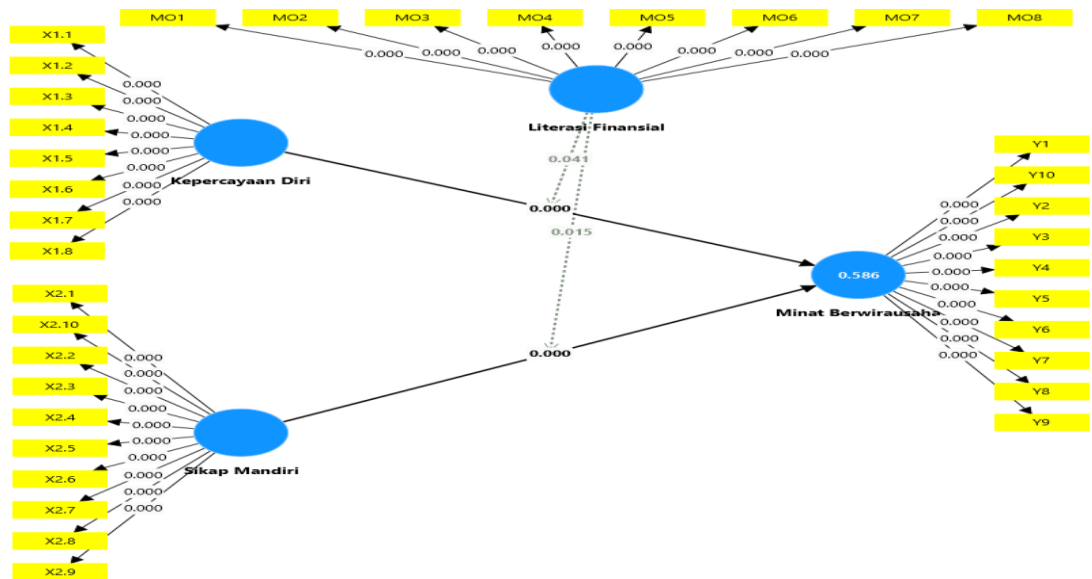 MO1
MO2
MO3
MO4
MO5
MO6
MO7
MO8
0.000
0.000
0.000
0.000
0.000
0.000
0.000
0.000
Literasi Finansial
X1.1
X1.2
X1.3
X1.4
X1.5
X1.6
X1.7
X1.8
0.000
0.000
0.000
0.000
0.000
0.000
0.000
0.000
Kepercayaan Diri
0.041
0.000
0.015
0.000
X2.1
X2.10
X2.2
X2.3
X2.4
X2.5
X2.6
X2.7
X2.8
X2.9
0.000
0.000
0.000
0.000
0.000
0.000
0.000
0.000
0.000
0.000
Sikap Mandiri
0.586
Minat Berwirausaha
0.000
0.000
0.000
0.000
0.000
0.000
0.000
0.000
0.000
0.000
Y1
Y10
Y2
Y3
Y4
Y5
Y6
Y7
Y8
Y9